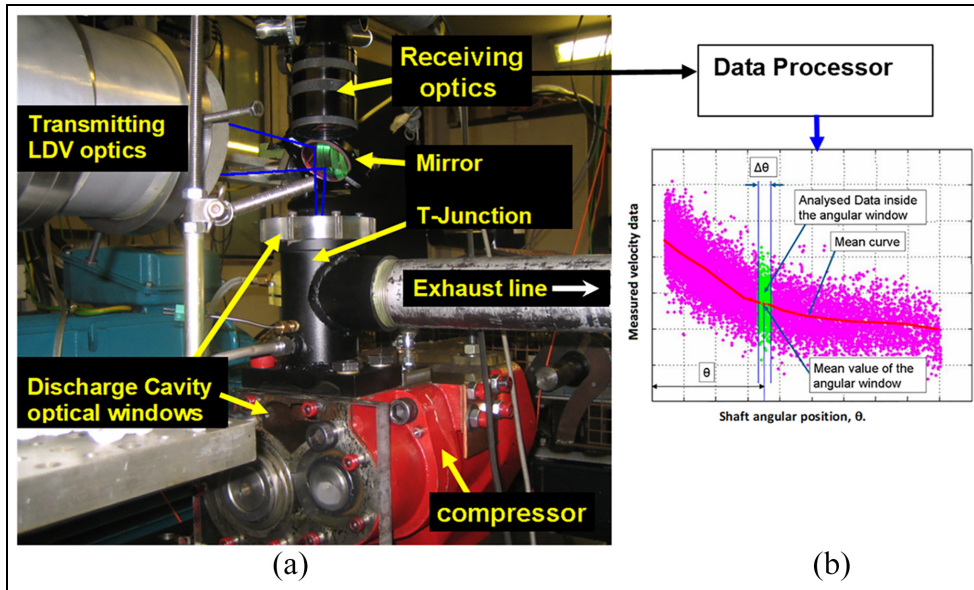 Receiving
optics
Transmitting
LDV optics
Mirror
T-Junction
Exhaust line
Discharge Cavity
optical windows
compressor
(a)
Data Processor
Δθ
Analysed Data inside
the angular window
Mean curve
Measured velocity data
θ
Mean value of the
angular window
Shaft angular position, θ.
(b)